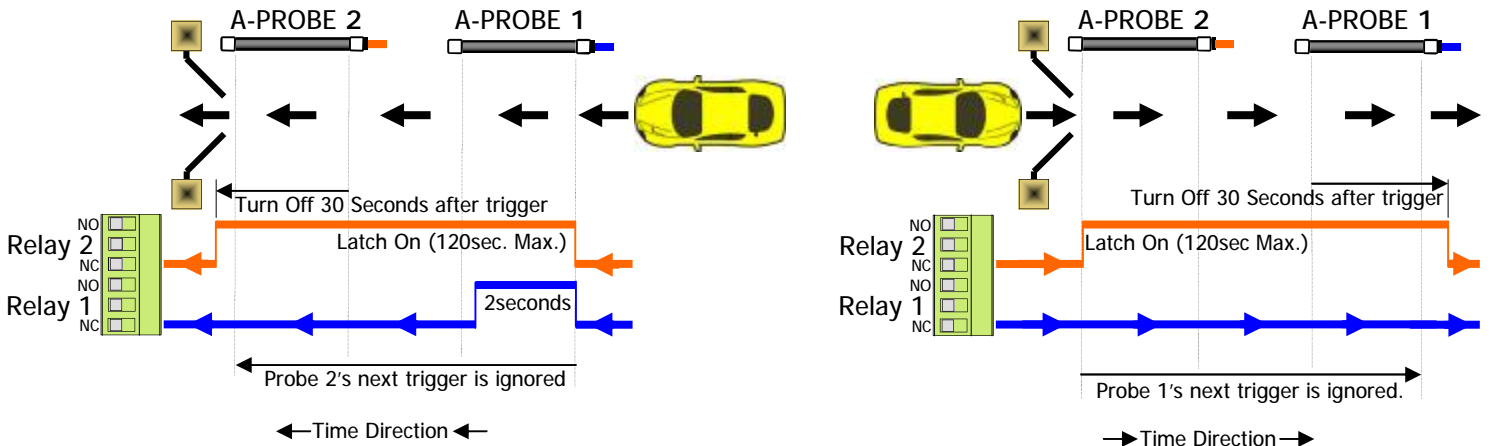 A-PROBE 2
A-PROBE 1
Turn Off 30 Seconds after trigger
NO
Relay 2
NC
Latch On (120sec. Max.)
NO
Relay 1
NC
2seconds
Probe 2's next trigger is ignored
Time Direction
A-PROBE 2
A-PROBE 1
Turn Off 30 Seconds after trigger
NO
Relay 2
NC
Latch On (120sec Max.)
NO
Relay 1
NC
Probe 1's next trigger is ignored.
Time Direction